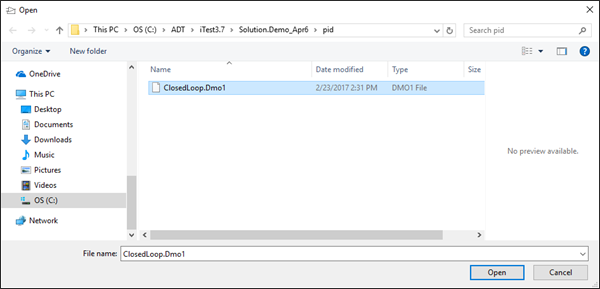 Open
This PC > OS (C:) > ADT > iTest3.7 > Solution.Demo_Apr6 > pid
Search pid
Organize
New folder
OneDrive
This PC
Desktop
Documents
Downloads
Music
Pictures
Videos
OS (C:)
Network
Name Date modified Type Size
ClosedLoop.Dmo1 2/23/2017 2:31 PM DMO1 File
No preview available.
File name: ClosedLoop.Dmo1
Open Cancel